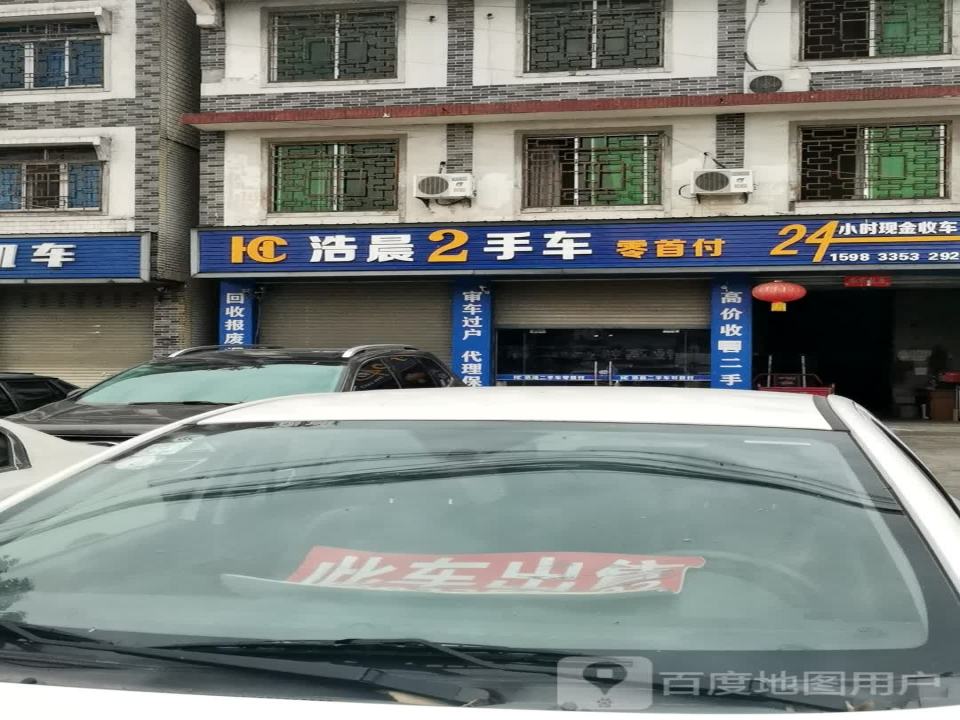 HC 浩晨2手车 零首付 24小时现金收车
1598 3353 292
机车
回收报废
审车过户 代理保
高价收售二手
此车出售
百度地图用户